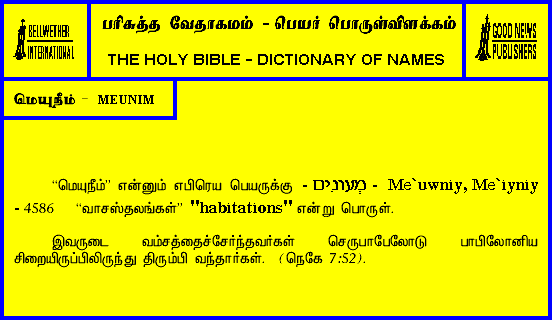 BELLWETHER
INTERNATIONAL
பரிசுத்த வேதாகமம் - பெயர் பொருள்விளக்கம்
THE HOLY BIBLE - DICTIONARY OF NAMES
GOOD NEWS
PUBLISHERS
மெயுநீம் - MEUNIM
“மெயுநீம்” என்னும் எபிரெய பெயருக்கு - מְעוּנִים - Me`uwniy, Me`iyniy
- 4586 “வாசஸ்தலங்கள்” "habitations" என்று பொருள்.
இவருடை வம்சத்தைச்சேர்ந்தவர்கள் செருபாபேலோடு பாபிலோனிய
சிறையிருப்பிலிருந்து திரும்பி வந்தார்கள். (நெகே 7:52).